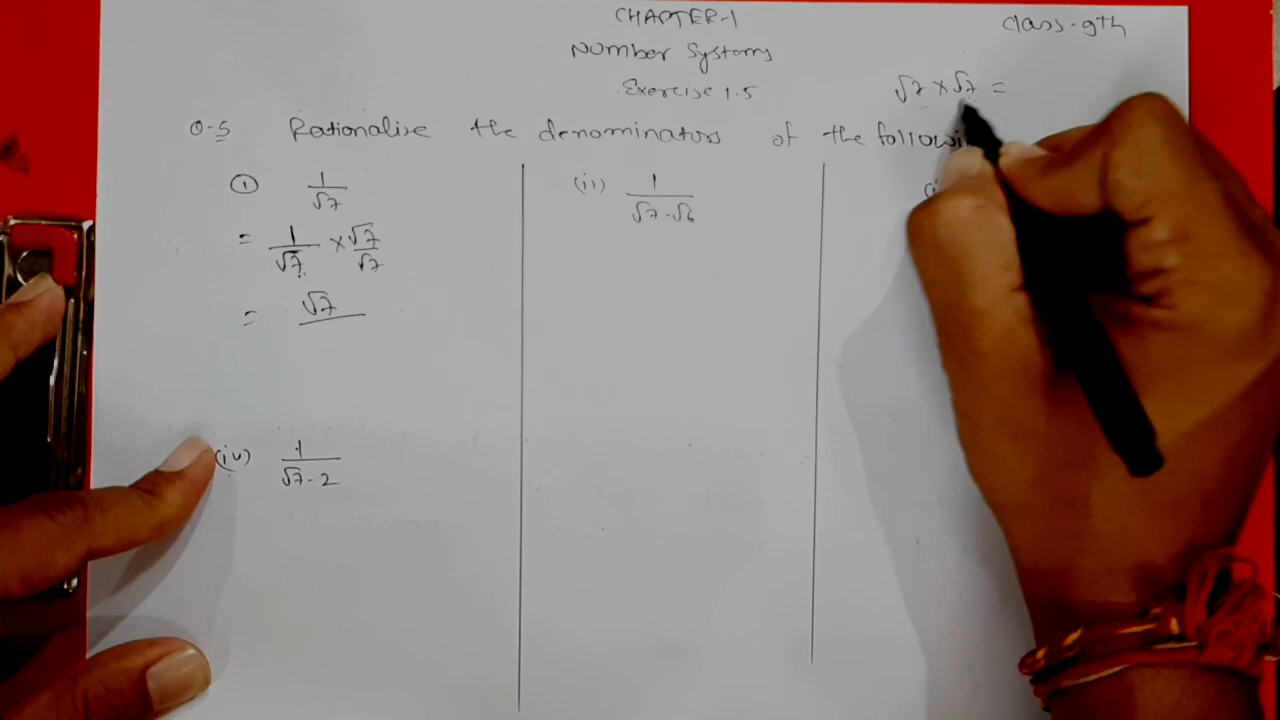 CHAPTER-1
Class-9th
Number Systems
Exercise 1.5
√7 × √7 =
Q-5 Rationalise the denominators of the
(i) 1/√7
= 1/√7 × √7/√7
= √7
(ii) 1/√7-√6
(iv) 1/√7-2